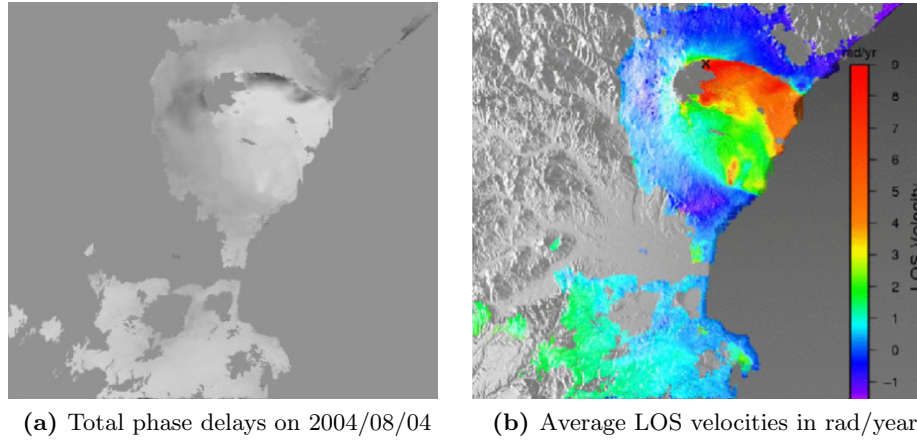 x
rad/yr
9
8
7
6
5
4
3
2
1
0
-1
LOS Velocity
(a) Total phase delays on 2004/08/04
(b) Average LOS velocities in rad/year